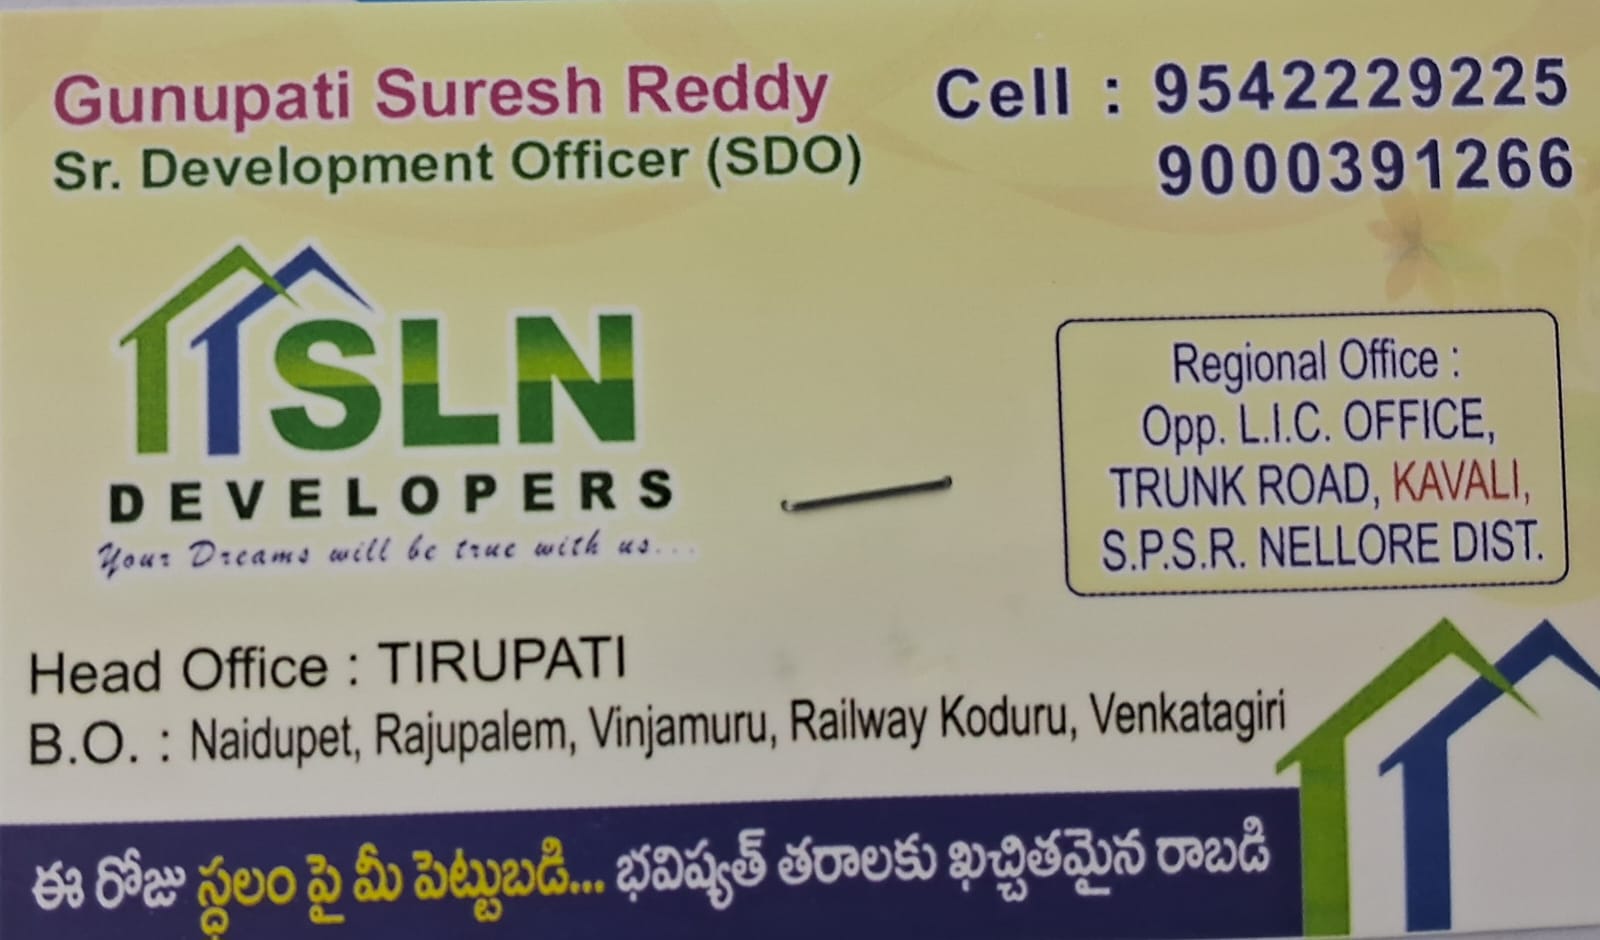 Gunupati Suresh Reddy
Sr. Development Officer (SDO)
Cell : 9542229225
9000391266
SLN
DEVELOPERS
Your Dreams will be true with us...
Regional Office :
Opp. L.I.C. OFFICE,
TRUNK ROAD, KAVALI,
S.P.S.R. NELLORE DIST.
Head Office : TIRUPATI
B.O. : Naidupet, Rajupalem, Vinjamuru, Railway Koduru, Venkatagiri
ఈ రోజు స్ధలం పై మీ పెట్టుబడి... భవిష్యత్ తరాలకు ఖచ్చితమైన రాబడి